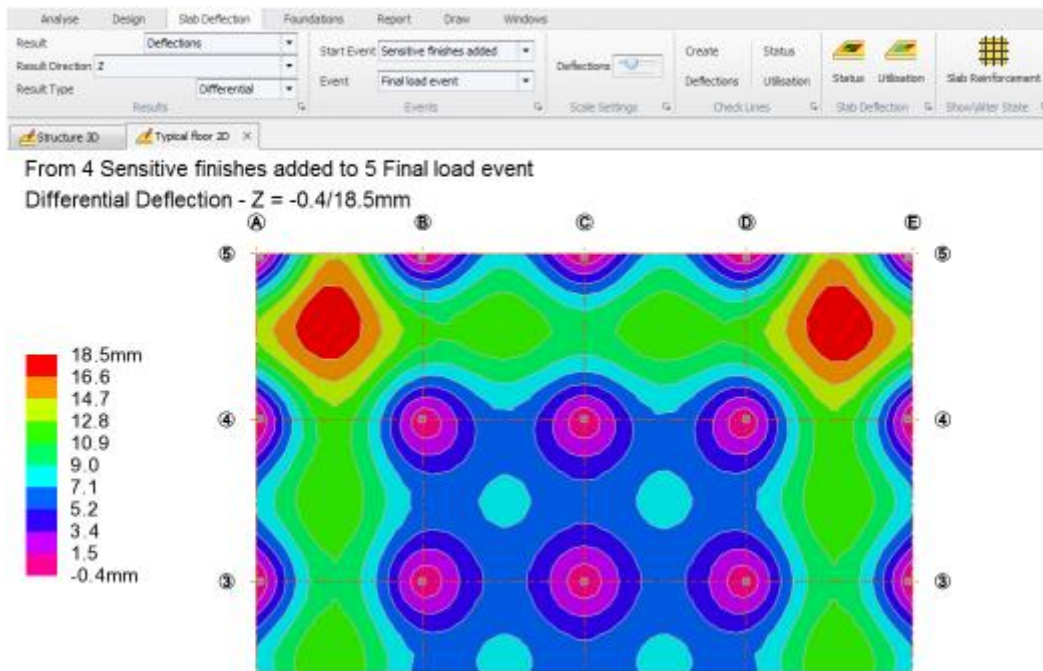 Analyse Design Slab Deflection Foundations Report Draw Windows
Result Deflections
Result Direction Z
Result Type Differential
Results
Start Event Sensitive finishes added
Event Final load event
Events
Deflections
Scale Settings
Create Status
Deflections Utilisation
Check Lines
Status Utilisation
Slab Deflection
Slab Reinforcement
Show/Alter State
Structure 3D Typical floor 2D ×
From 4 Sensitive finishes added to 5 Final load event
Differential Deflection - Z = -0.4/18.5mm
A B C D E
5 5
18.5mm
16.6
14.7
12.8
10.9
9.0
7.1
5.2
3.4
1.5
-0.4mm
4 4
3 3